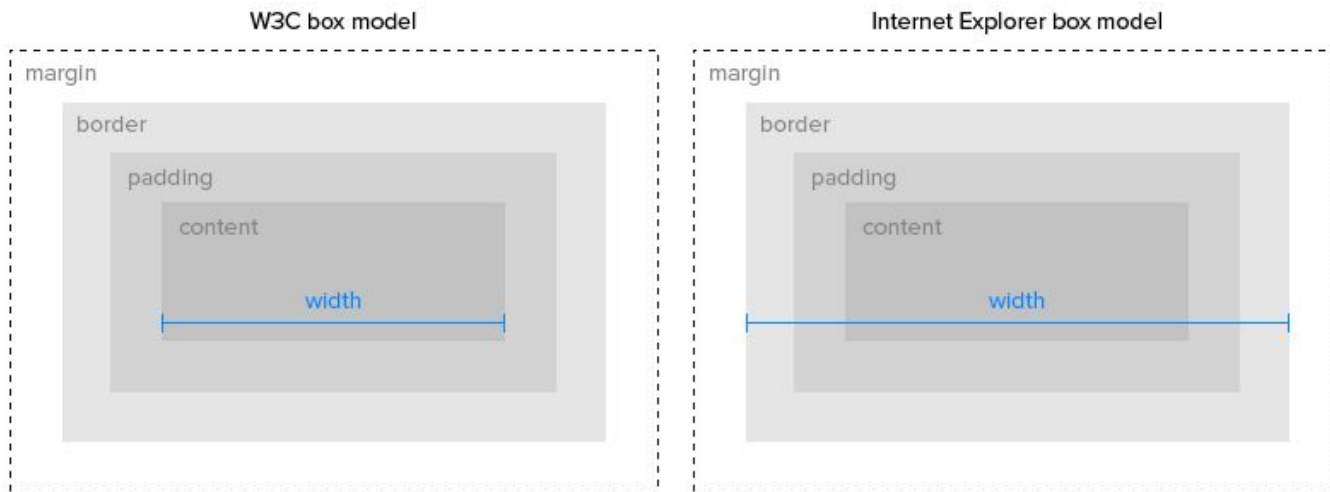 W3C box model
margin
border
padding
content
width
Internet Explorer box model
margin
border
padding
content
width